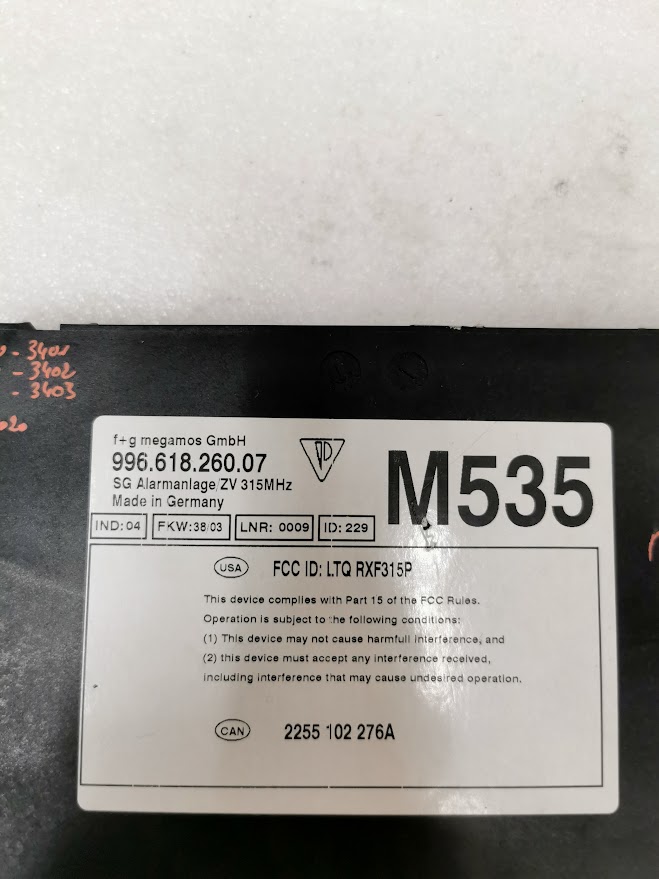 - 3401
- 3402
- 3403
f+g megamos GmbH
996.618.260.07
SG Alarmanlage/ZV 315MHz
Made in Germany
M535
IND: 04 FKW: 38/03 LNR: 0009 ID: 229
USA FCC ID: LTQ RXF315P
This device complies with Part 15 of the FCC Rules.
Operation is subject to the following conditions:
(1) This device may not cause harmfull interference, and
(2) this device must accept any interference received,
including interference that may cause undesired operation.
CAN 2255 102 276A